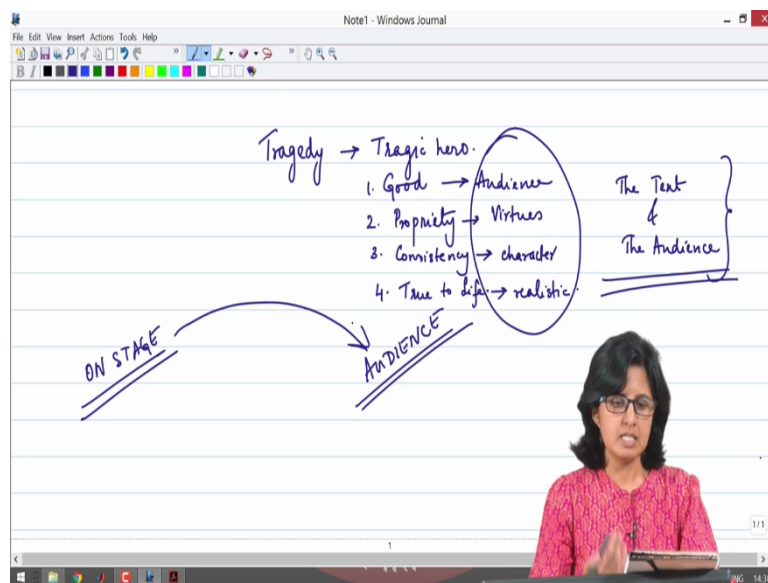 Note1 - Windows Journal
File Edit View Insert Actions Tools Help
B I
Tragedy → Tragic hero.
1. Good → Audience
2. Propriety → Virtues
3. Consistency → character
4. True to Life. → realistic.
The Text
&
The Audience
ON STAGE
AUDIENCE
1/1
1
ENG